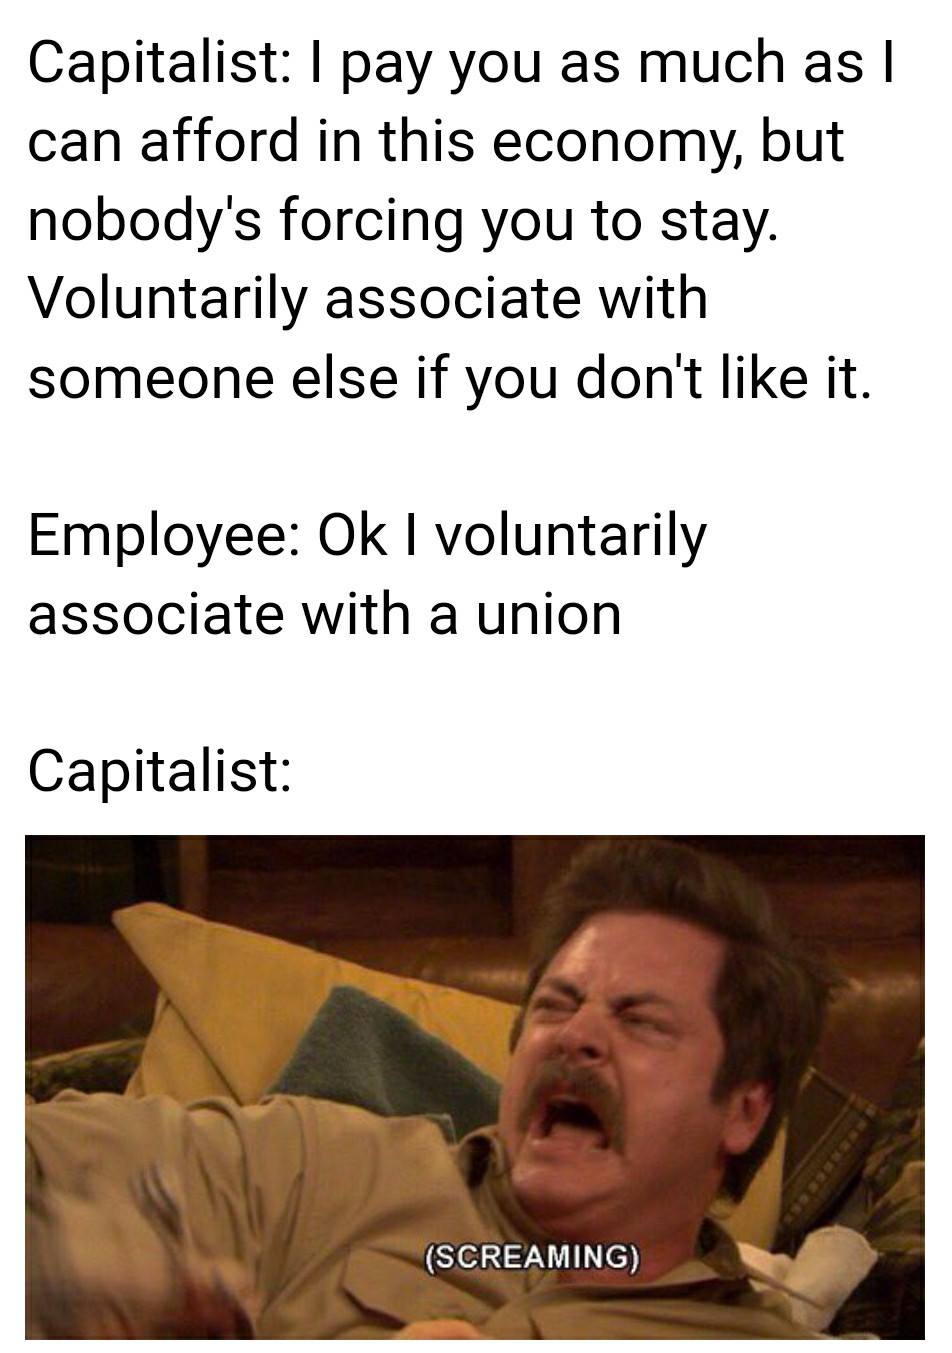 Capitalist: I pay you as much as I
can afford in this economy, but
nobody's forcing you to stay.
Voluntarily associate with
someone else if you don't like it.
Employee: Ok I voluntarily
associate with a union
Capitalist:
(SCREAMING)